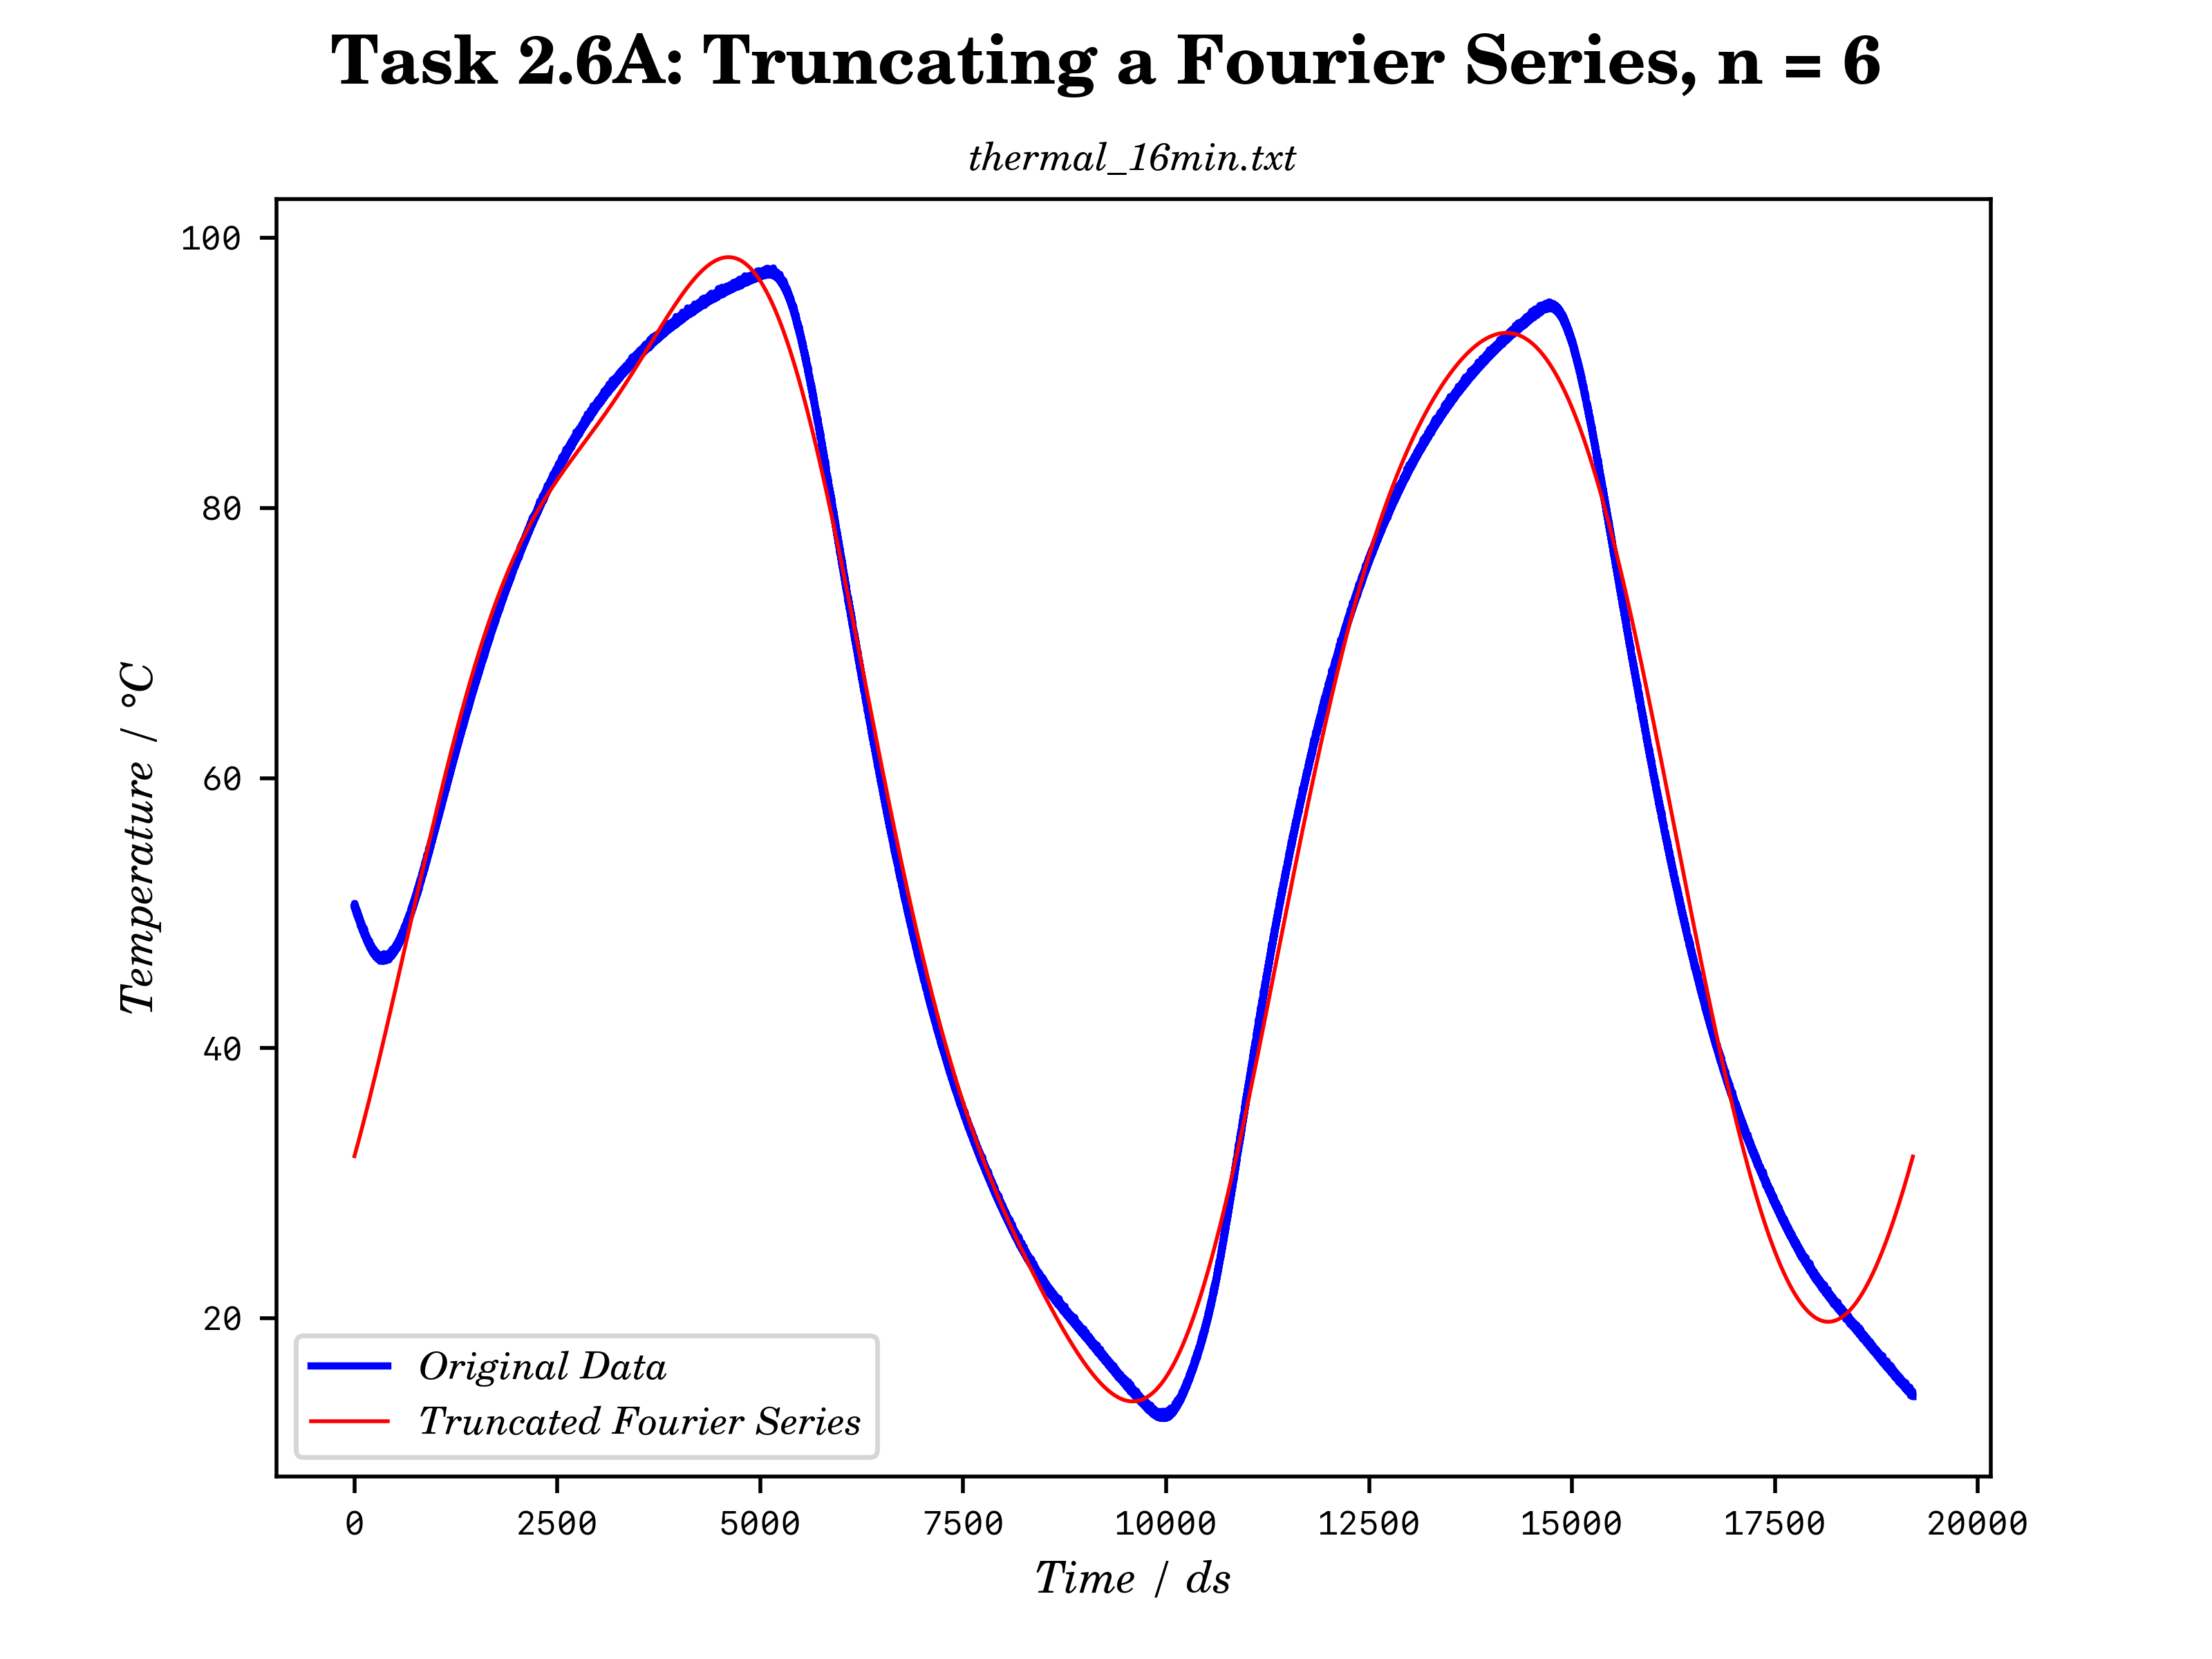 Task 2.6A: Truncating a Fourier Series, n = 6
thermal_16min.txt
100
80
60
40
20
Temperature / °C
Original Data
Truncated Fourier Series
0 2500 5000 7500 10000 12500 15000 17500 20000
Time / ds